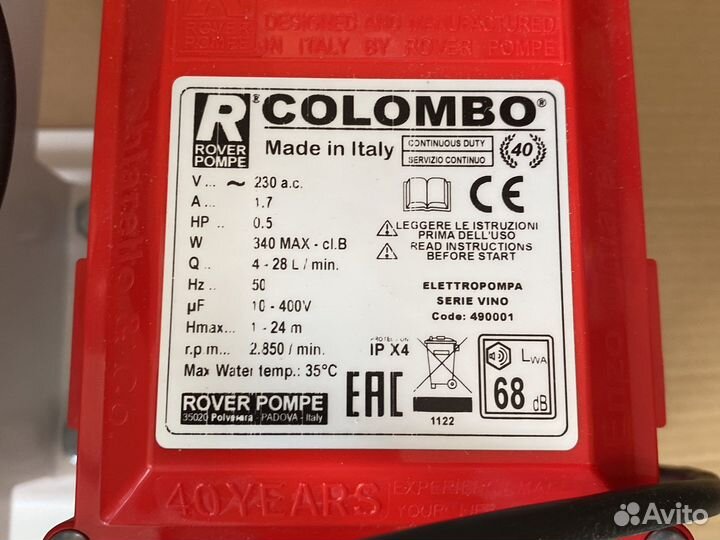 DESIGNED AND MANUFACTURED
IN ITALY BY ROVER POMPE
R® COLOMBO®
ROVER
POMPE
Made in Italy
CONTINUOUS DUTY
SERVIZIO CONTINUO
40
V... ~ 230 a.c.
A ... 1.7
HP .. 0.5
W 340 MAX - cl.B
Q .. 4 - 28 L / min.
Hz .. 50
µF 10 - 400V
Hmax.. 1 - 24 m
r.p.m... 2.850 / min.
Max Water temp.: 35°C
CE
LEGGERE LE ISTRUZIONI
PRIMA DELL'USO
READ INSTRUCTIONS
BEFORE START
ELETTROPOMPA
SERIE VINO
Code: 490001
PROTECTION
IP X4
EAC
1122
LWA
68 dB
ROVER POMPE
35020 Polverara - PADOVA - Italy
40 YEARS
Avito